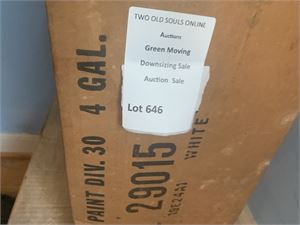 TWO OLD SOULS ONLINE
Auctions
Green Moving
Downsizing Sale
Auction Sale
Lot 646
4 GAL.
PAINT DIV. 30
29015
19E24A1
WHITE